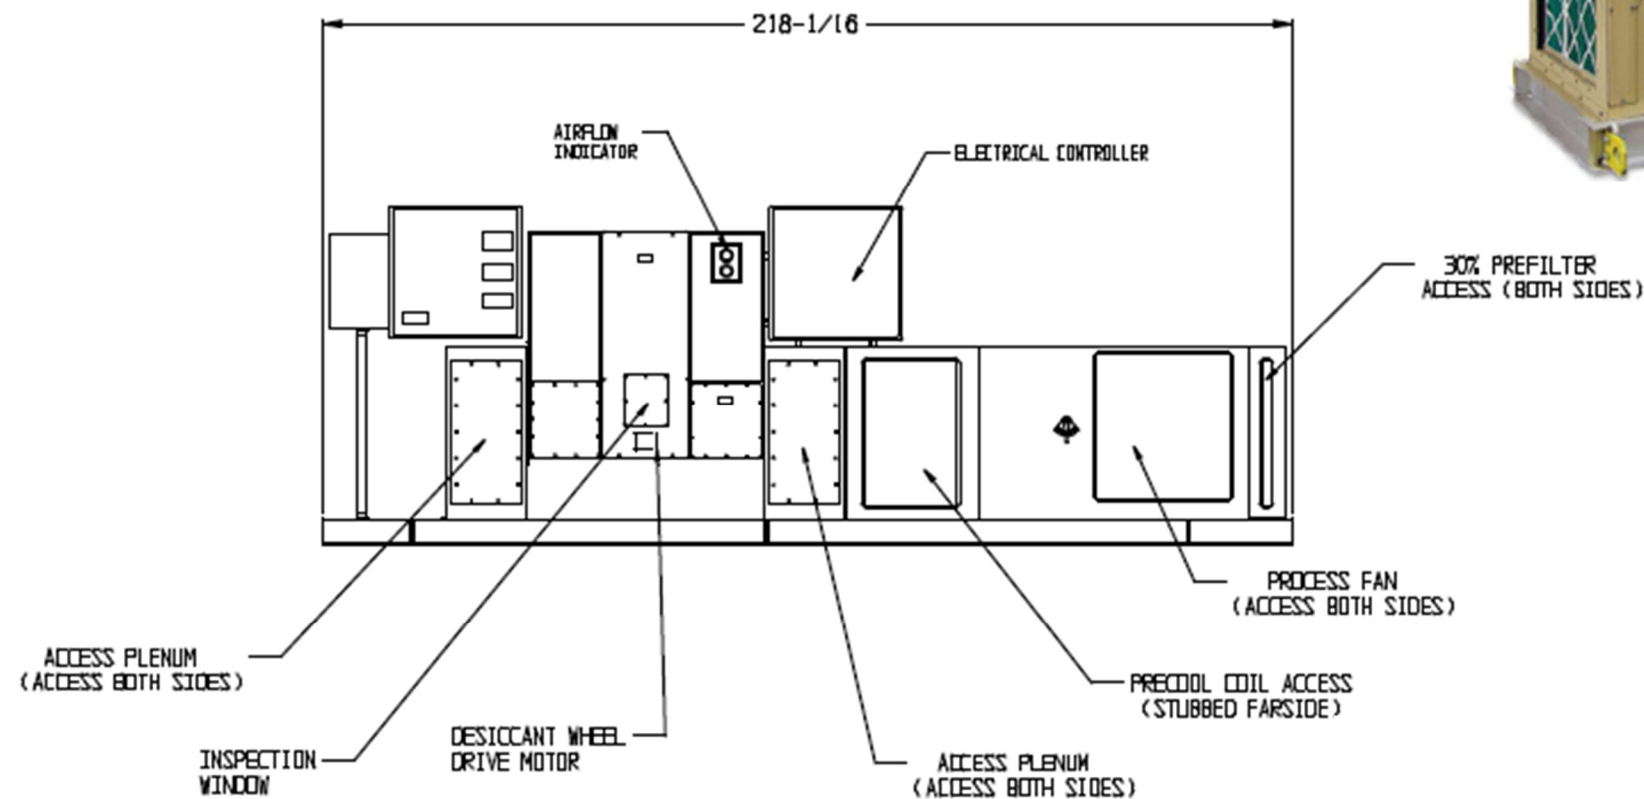 218-1/16
AIRFLOW
INDICATOR
ELECTRICAL CONTROLLER
30% PREFILTER
ACCESS (BOTH SIDES)
PROCESS FAN
(ACCESS BOTH SIDES)
ACCESS PLENUM
(ACCESS BOTH SIDES)
PRECOOL COIL ACCESS
(STUBBED FARSIDE)
DESICCANT WHEEL
DRIVE MOTOR
INSPECTION
WINDOW
ACCESS PLENUM
(ACCESS BOTH SIDES)